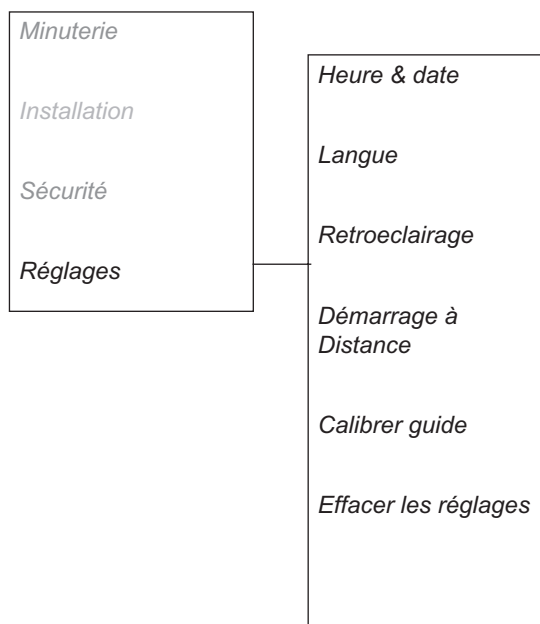 Minuterie
Installation
Sécurité
Réglages
Heure & date
Langue
Retroeclairage
Démarrage à
Distance
Calibrer guide
Effacer les réglages